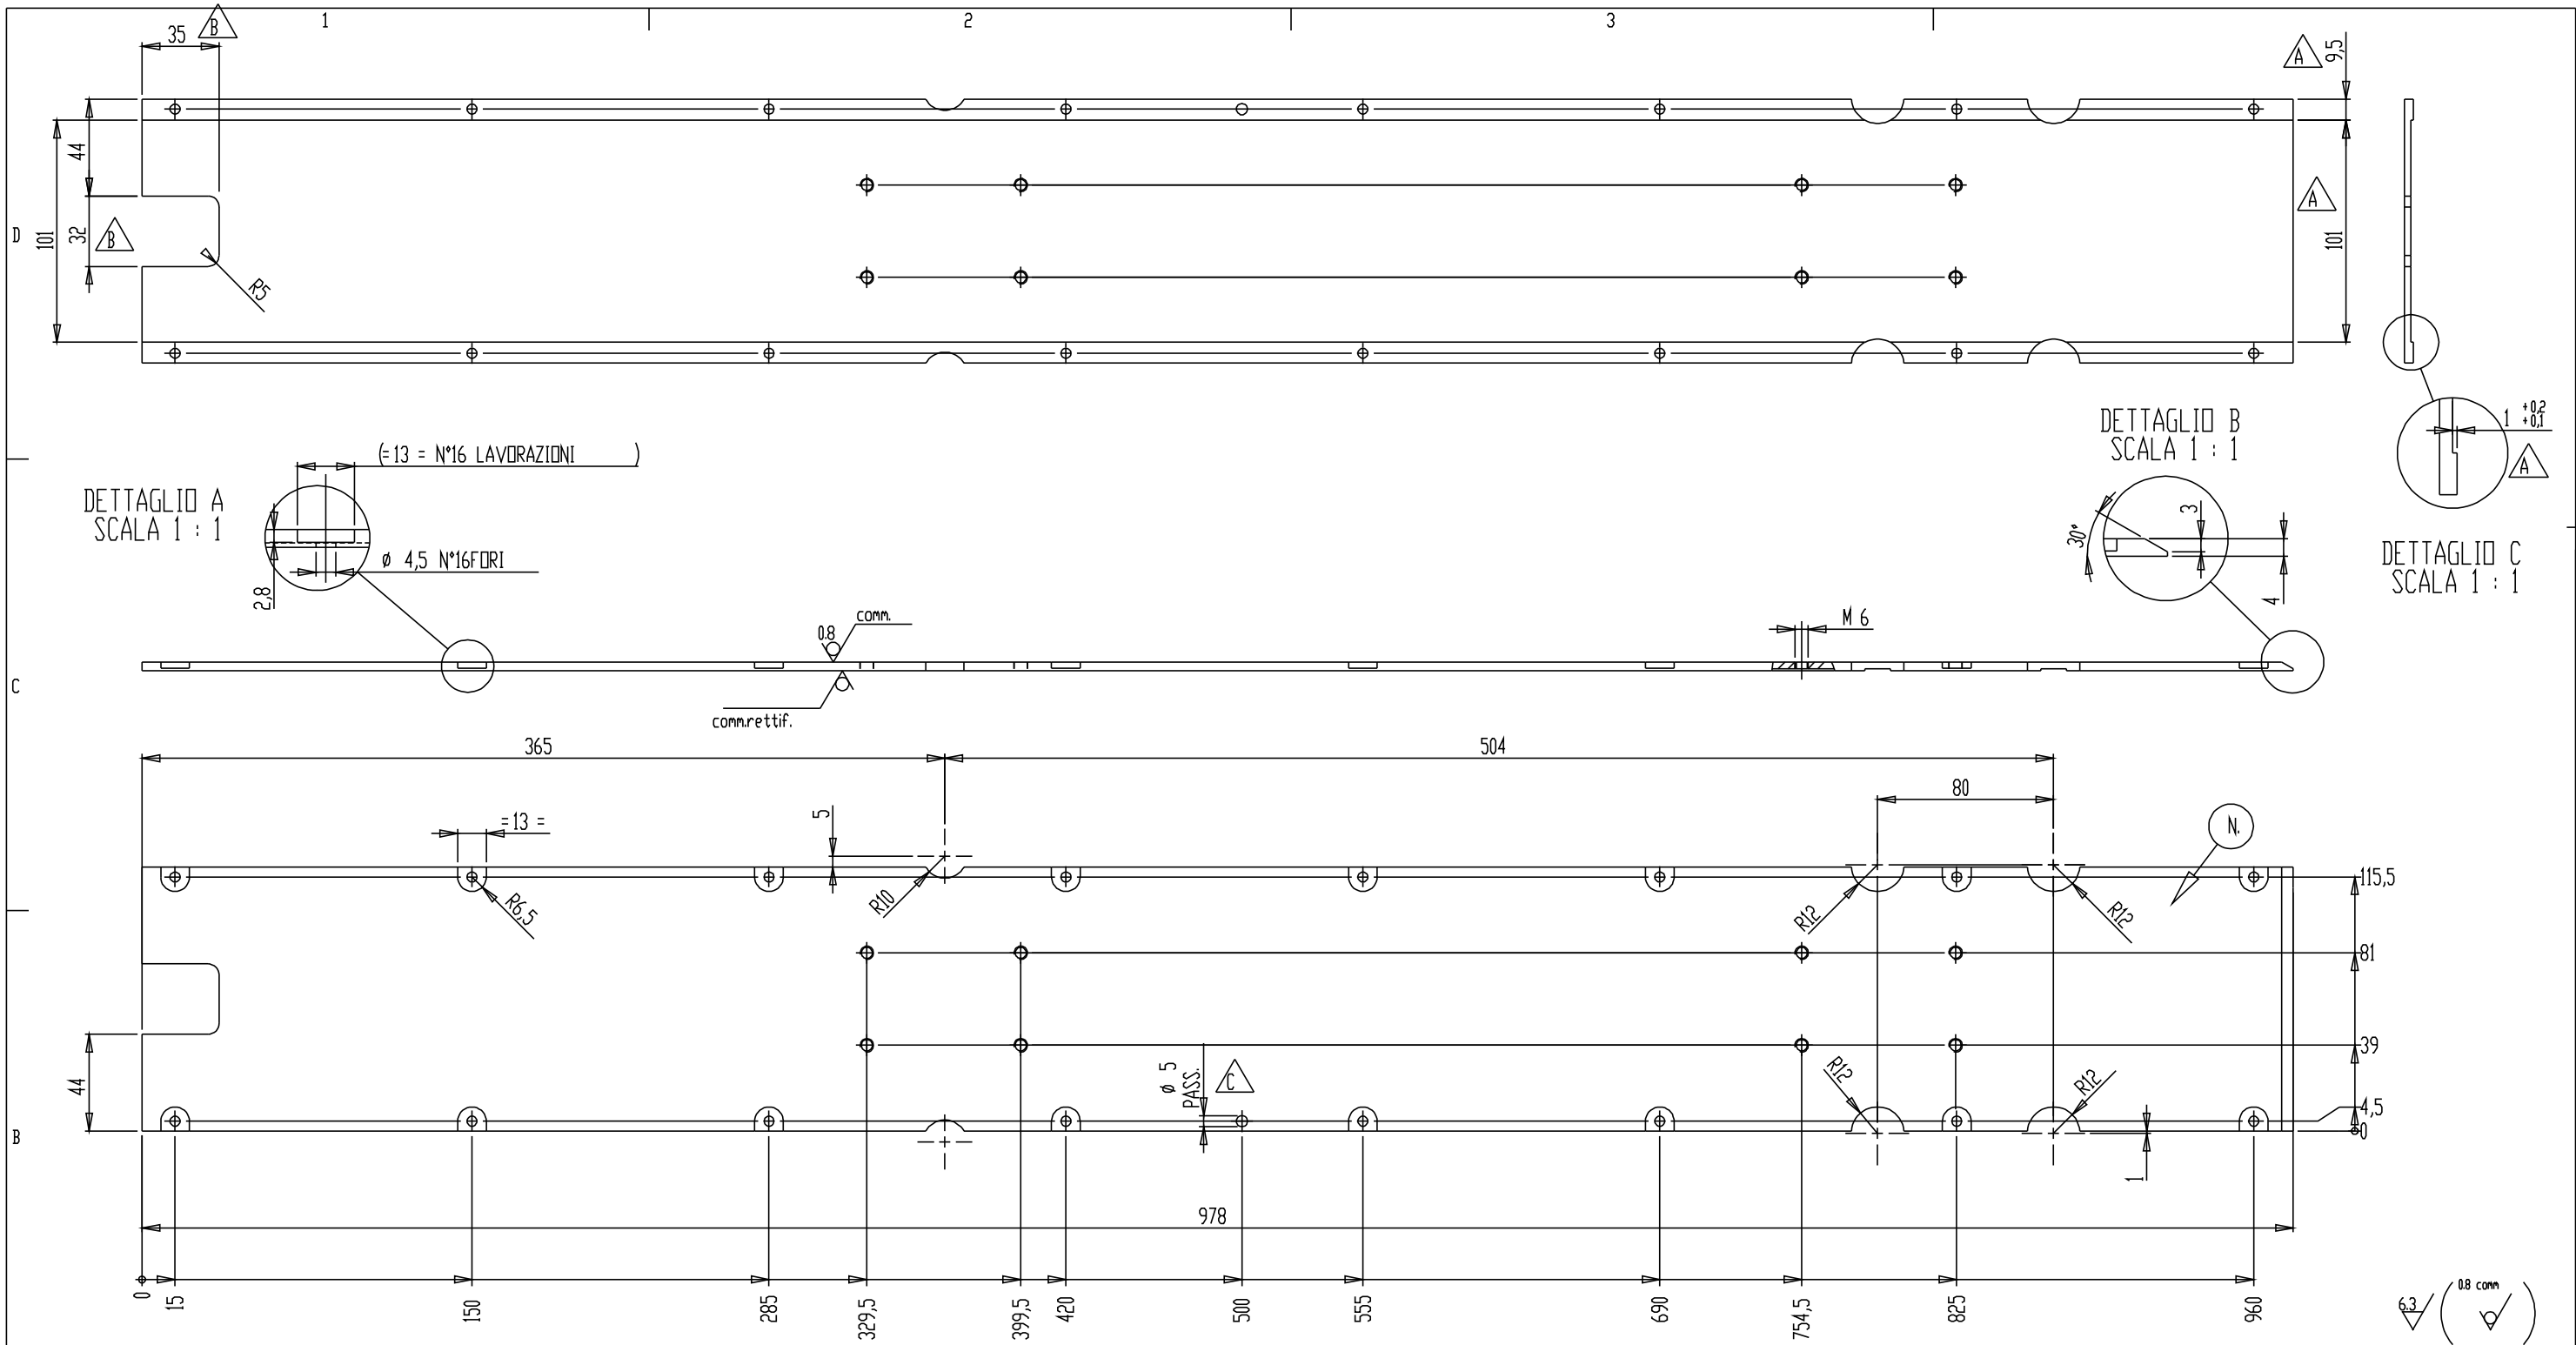 1
2
3
35
B
A
9,5
44
101
32
B
R5
D
A
101
(=13 = N°16 LAVORAZIONI )
DETTAGLIO A
SCALA 1 : 1
ø 4,5 N°16FORI
2,8
DETTAGLIO B
SCALA 1 : 1
30°
3
4
1 +0,2 +0,1
A
DETTAGLIO C
SCALA 1 : 1
C
0.8
comm.
comm.rettif.
M 6
365
504
80
5
=13 =
R6,5
R10
R12
R12
N.
115,5
81
39
4,5
0
44
ø 5
PASS.
C
R12
R12
1
B
978
0
15
150
285
329,5
399,5
420
500
555
690
754,5
825
960
6.3
0.8 comm